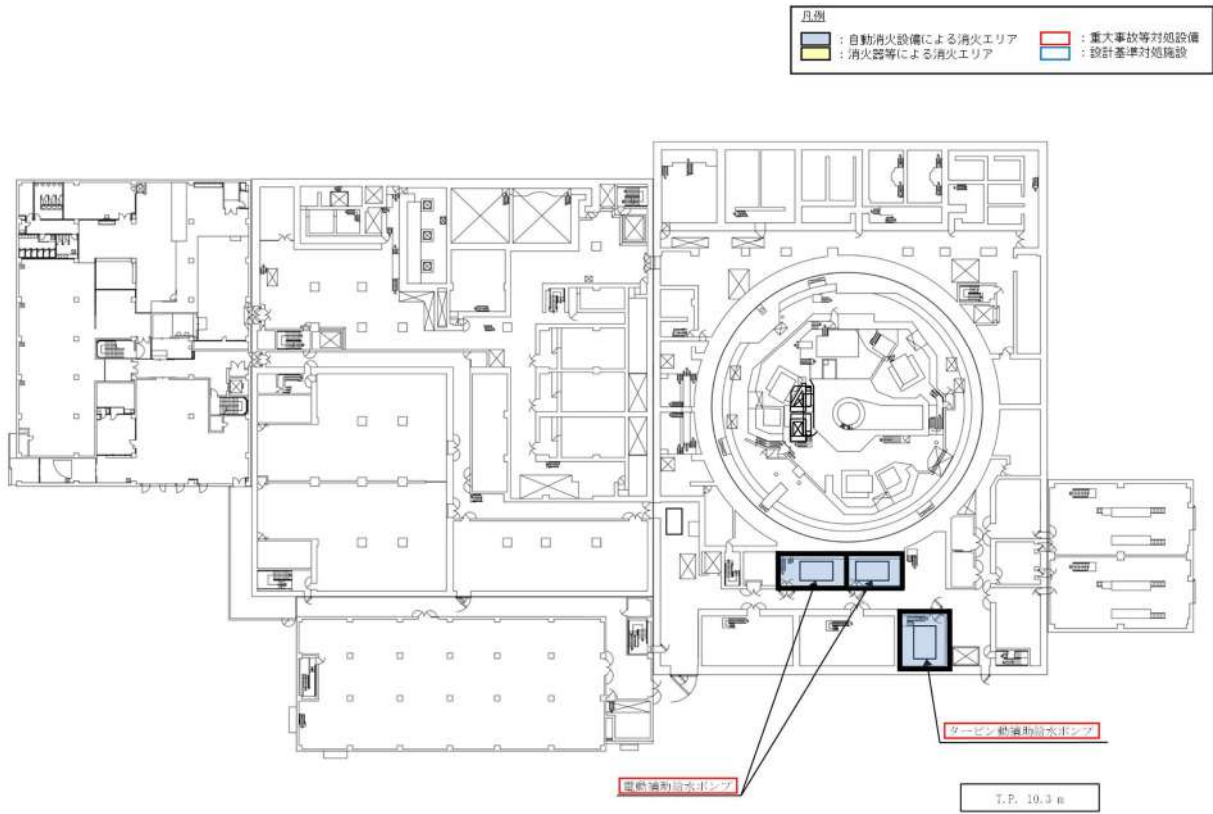 凡例
：自動消火設備による消火エリア
：重大事故等対処設備
：消火器等による消火エリア
：設計基準対処施設
タービン動補助給水ポンプ
電動補助給水ポンプ
T.P. 10.3 m